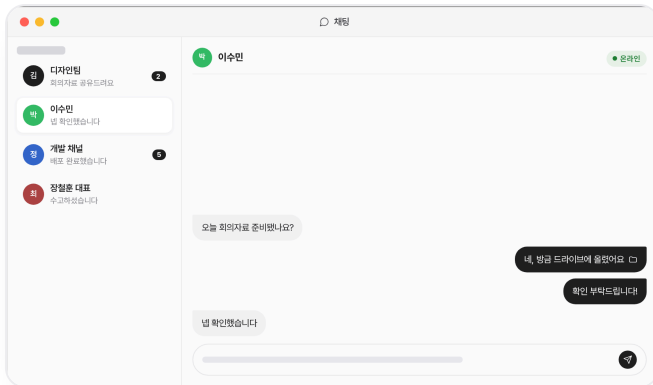 채팅
김
디자인팀
회의자료 공유드려요
2
박
이수민
넵 확인했습니다
정
개발 채널
배포 완료했습니다
5
최
장철훈 대표
수고하셨습니다
박
이수민
온라인
오늘 회의자료 준비됐나요?
네, 방금 드라이브에 올렸어요
확인 부탁드립니다!
넵 확인했습니다